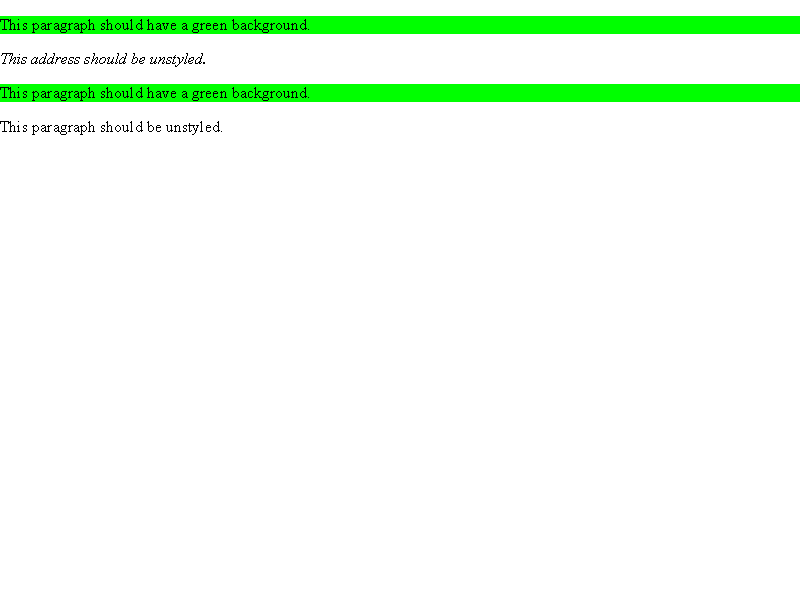 This paragraph should have a green background.
This address should be unstyled.
This paragraph should have a green background.
This paragraph should be unstyled.